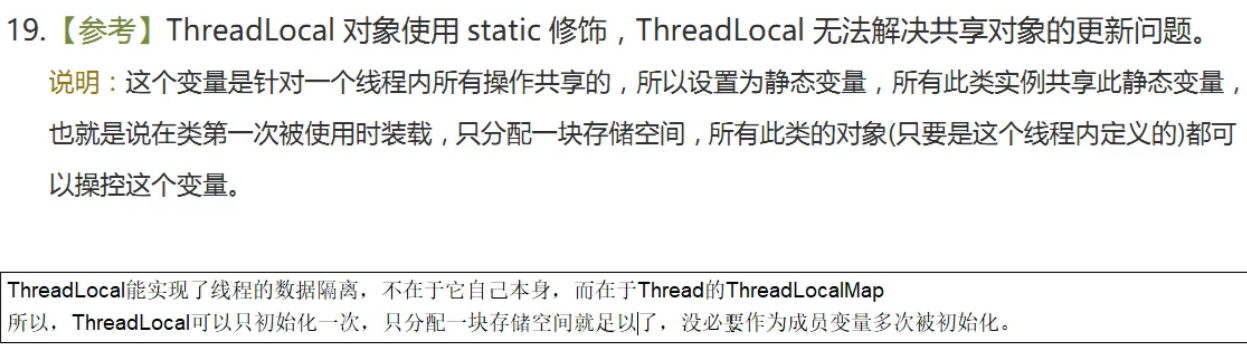 19.【参考】ThreadLocal 对象使用 static 修饰，ThreadLocal 无法解决共享对象的更新问题。
说明：这个变量是针对一个线程内所有操作共享的，所以设置为静态变量，所有此类实例共享此静态变量，
也就是说在类第一次被使用时装载，只分配一块存储空间，所有此类的对象(只要是这个线程内定义的)都可
以操控这个变量。
ThreadLocal能实现了线程的数据隔离，不在于它自己本身，而在于Thread的ThreadLocalMap
所以，ThreadLocal可以只初始化一次，只分配一块存储空间就足以了，没必要作为成员变量多次被初始化。